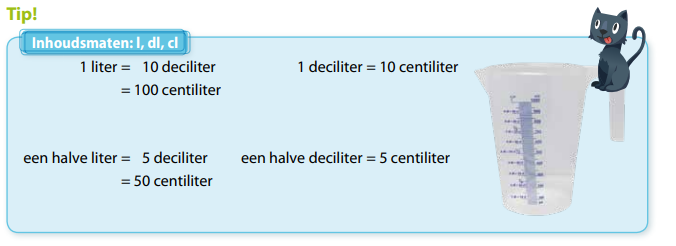 Tip!
Inhoudsmaten: l, dl, cl
1 liter = 10 deciliter
= 100 centiliter
1 deciliter = 10 centiliter
een halve liter = 5 deciliter
= 50 centiliter
een halve deciliter = 5 centiliter